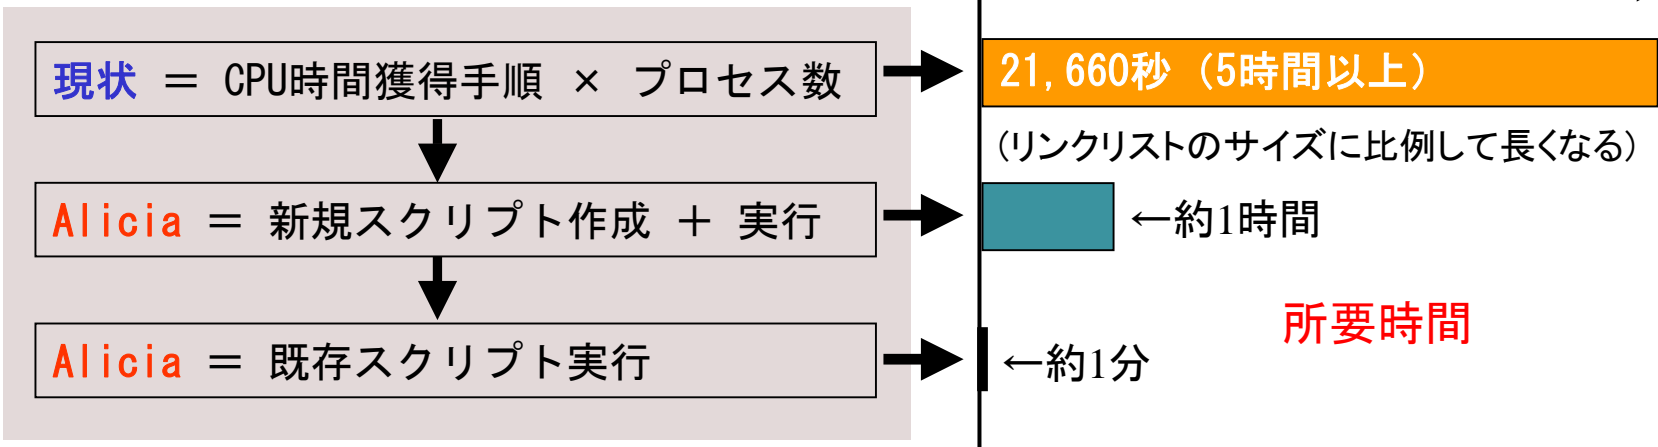 現状 ＝ CPU時間獲得手順 × プロセス数
21,660秒（5時間以上）
（リンクリストのサイズに比例して長くなる）
Alicia ＝ 新規スクリプト作成 ＋ 実行
←約1時間
所要時間
Alicia ＝ 既存スクリプト実行
←約1分